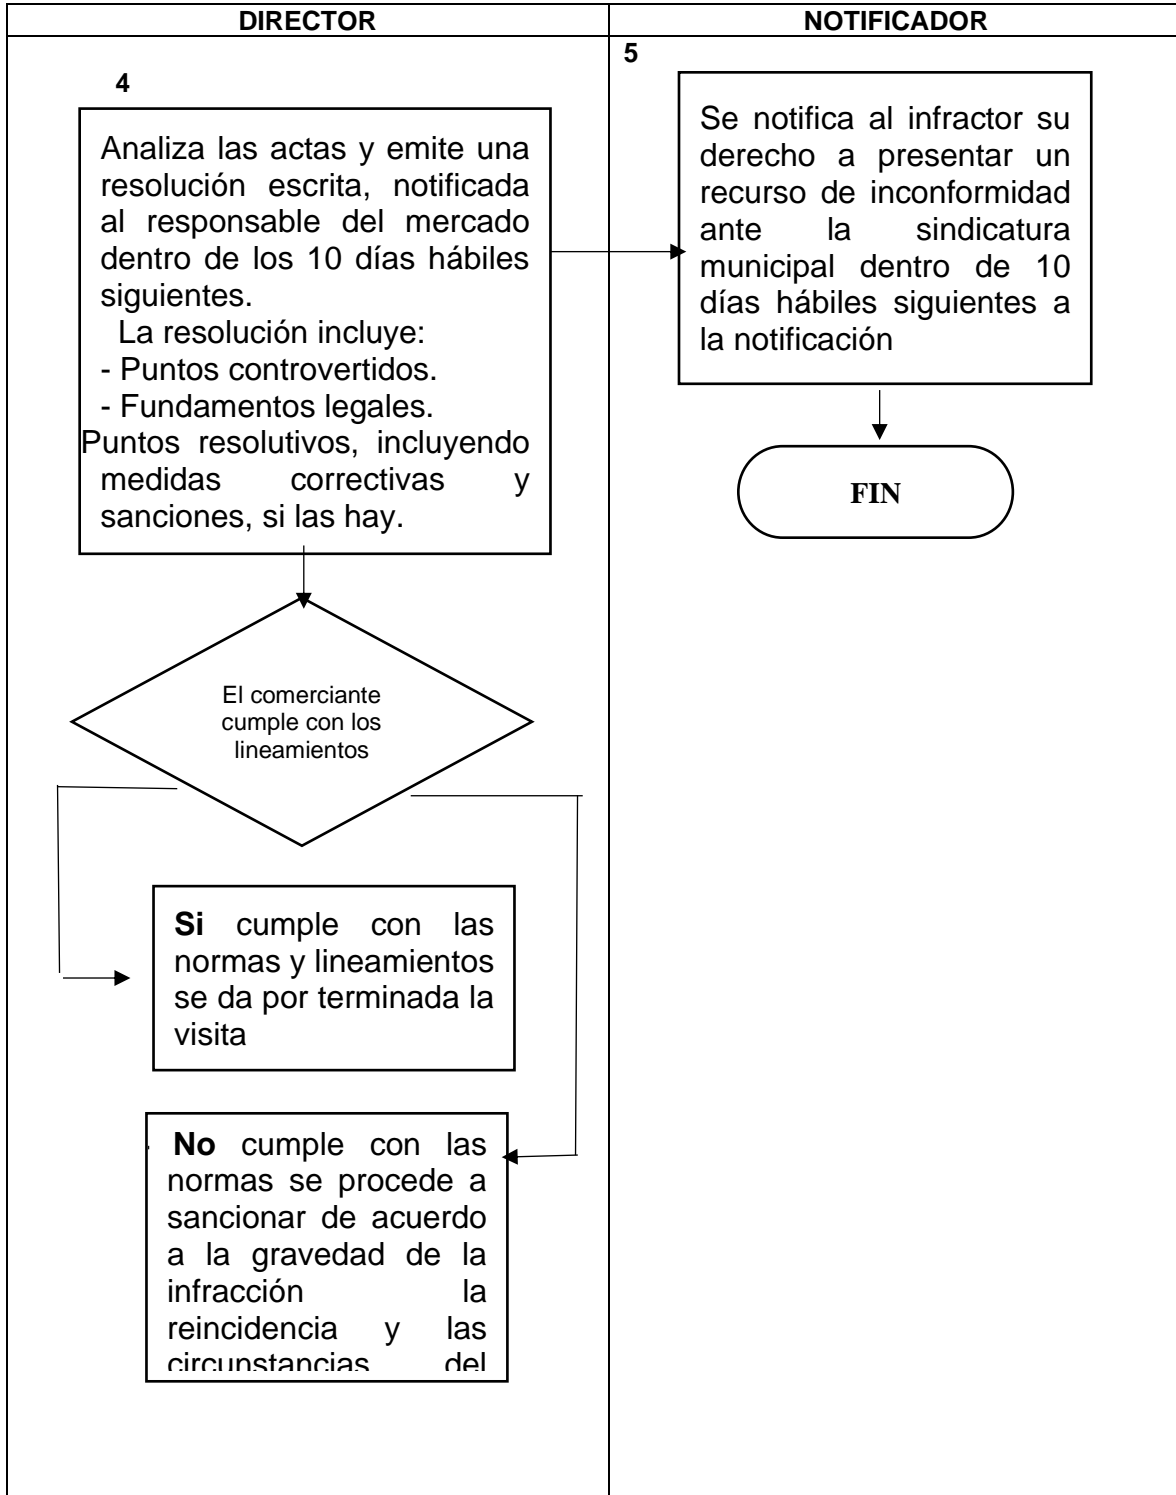 DIRECTOR
NOTIFICADOR
4
Analiza las actas y emite una
resolución escrita, notificada
al responsable del mercado
dentro de los 10 días hábiles
siguientes.
La resolución incluye:
- Puntos controvertidos.
- Fundamentos legales.
Puntos resolutivos, incluyendo
medidas correctivas y
sanciones, si las hay.
5
Se notifica al infractor su
derecho a presentar un
recurso de inconformidad
ante la sindicatura
municipal dentro de 10
días hábiles siguientes a
la notificación
FIN
El comerciante
cumple con los
lineamientos
Si cumple con las
normas y lineamientos
se da por terminada la
visita
No cumple con las
normas se procede a
sancionar de acuerdo
a la gravedad de la
infracción la
reincidencia y las
circunstancias del